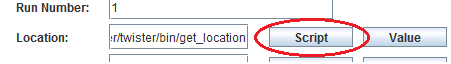 Run Number: 1
Location: er/twister/bin/get_location Script Value